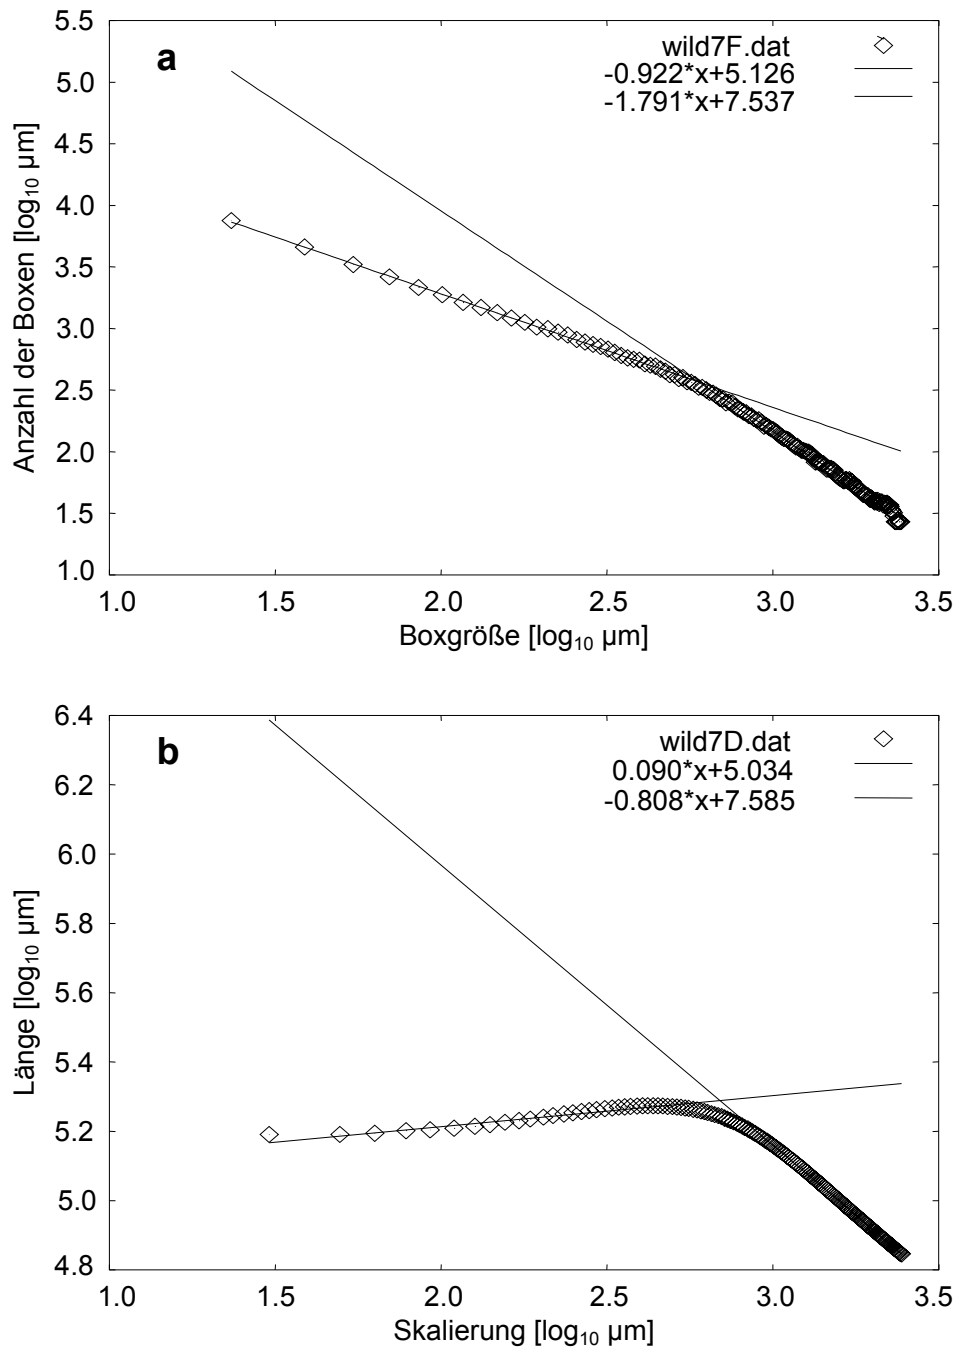 a
wild7F.dat
-0.922*x+5.126
-1.791*x+7.537
Anzahl der Boxen [log₁₀ µm]
5.5
5.0
4.5
4.0
3.5
3.0
2.5
2.0
1.5
1.0
1.0 1.5 2.0 2.5 3.0 3.5
Boxgröße [log₁₀ µm]
b
wild7D.dat
0.090*x+5.034
-0.808*x+7.585
Länge [log₁₀ µm]
6.4
6.2
6.0
5.8
5.6
5.4
5.2
5.0
4.8
1.0 1.5 2.0 2.5 3.0 3.5
Skalierung [log₁₀ µm]